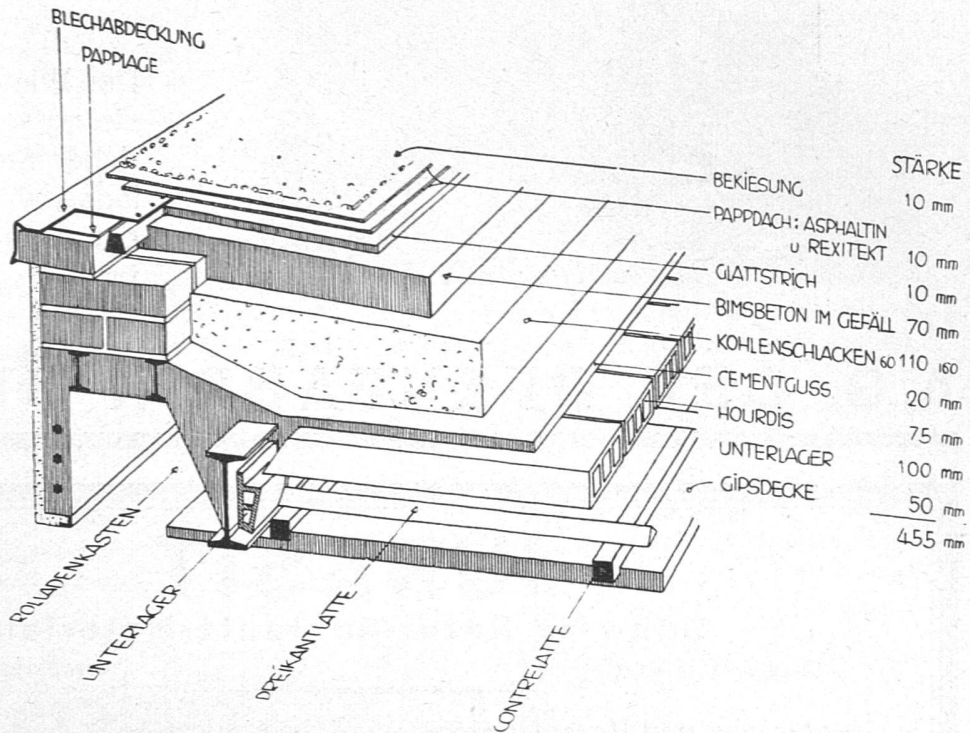 BLECHABDECKUNG
PAPPLAGE
STÄRKE
BEKIESUNG 10 mm
PAPPDACH: ASPHALTIN
U REXITEKT 10 mm
GLATTSTRICH 10 mm
BIMSBETON IM GEFÄLL 70 mm
KOHLENSCHLACKEN 60 110 160
CEMENTGUSS 20 mm
HOURDIS 75 mm
UNTERLAGER 100 mm
GIPSDECKE 50 mm
455 mm
ROLLADENKASTEN
UNTERLAGER
DREIKANTLATTE
CONTRELATTE